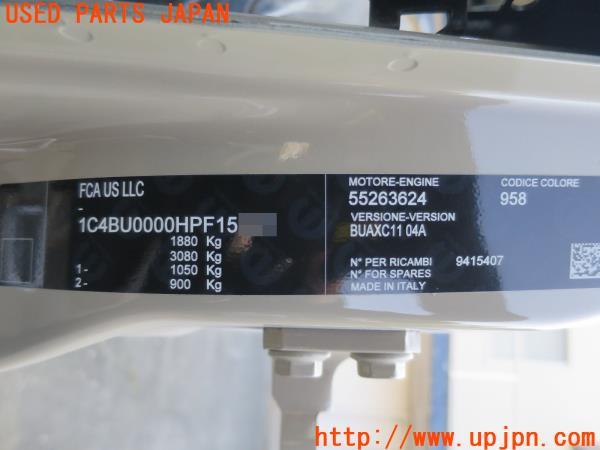 USED PARTS JAPAN
FCA US LLC
-
1C4BU0000HPF15
1880 Kg
3080 Kg
1- 1050 Kg
2- 900 Kg
MOTORE-ENGINE
55263624
VERSIONE-VERSION
BUAXC11 04A
CODICE COLORE
958
N° PER RICAMBI 9415407
N° FOR SPARES
MADE IN ITALY
http://www.upjpn.com/